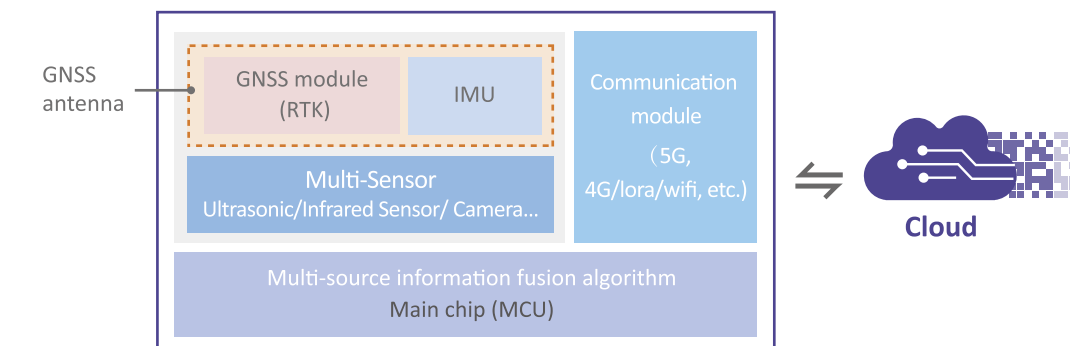 GNSS
antenna
GNSS module
(RTK)
IMU
Multi-Sensor
Ultrasonic/Infrared Sensor/ Camera...
Communication
module
（5G,
4G/lora/wifi, etc.)
Multi-source information fusion algorithm
Main chip (MCU)
Cloud